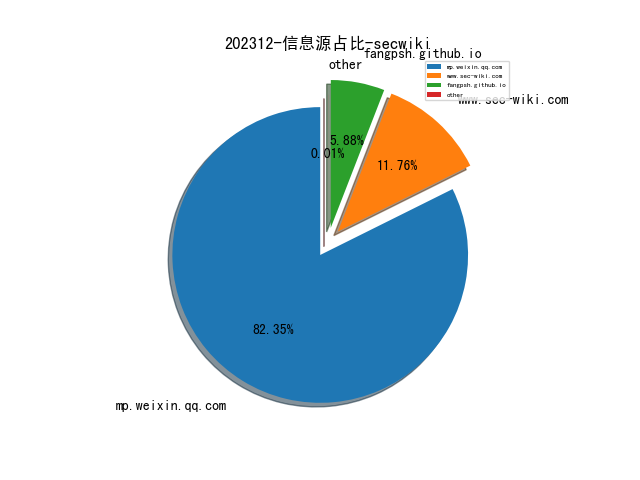 202312-信息源占比-secwiki
fangpsh.github.io
other
mp.weixin.qq.com
www.sec-wiki.com
fangpsh.github.io
other
www.sec-wiki.com
5.88%
0.01%
11.76%
82.35%
mp.weixin.qq.com